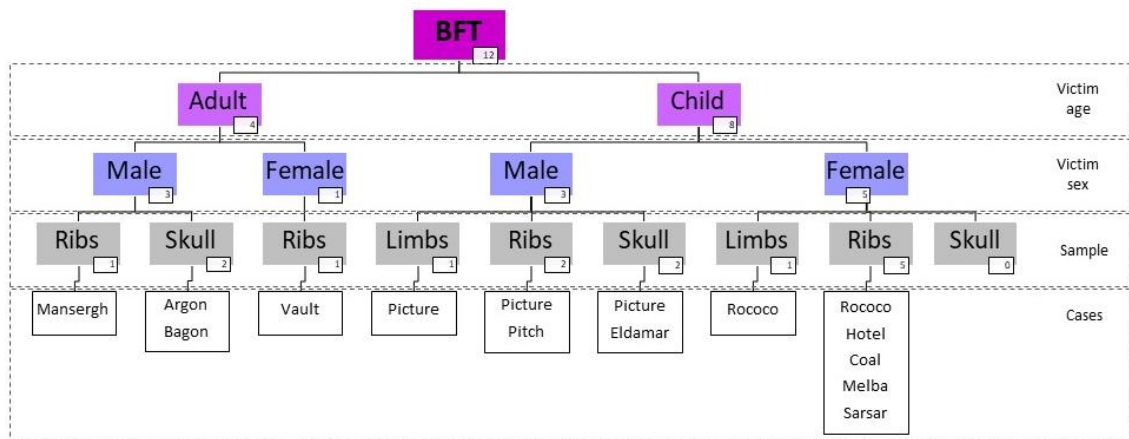 BFT
12
Adult
4
Child
8
Victim
age
Male
3
Female
1
Male
3
Female
5
Victim
sex
Ribs
1
Skull
2
Ribs
1
Limbs
1
Ribs
2
Skull
2
Limbs
1
Ribs
5
Skull
0
Sample
Mansergh
Argon
Bagon
Vault
Picture
Picture
Pitch
Picture
Eldamar
Rococo
Rococo
Hotel
Coal
Melba
Sarsar
Cases